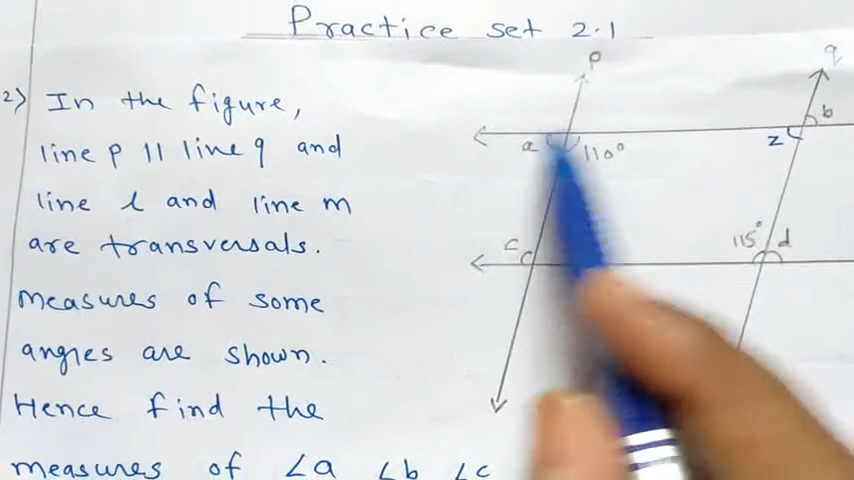 Practice set 2.1
2) In the figure,
line p || line q and
line l and line m
are transversals.
measures of some
angles are shown.
Hence find the
measures of ∠a ∠b ∠c
p
q
b
a
110°
z
c
115°
d